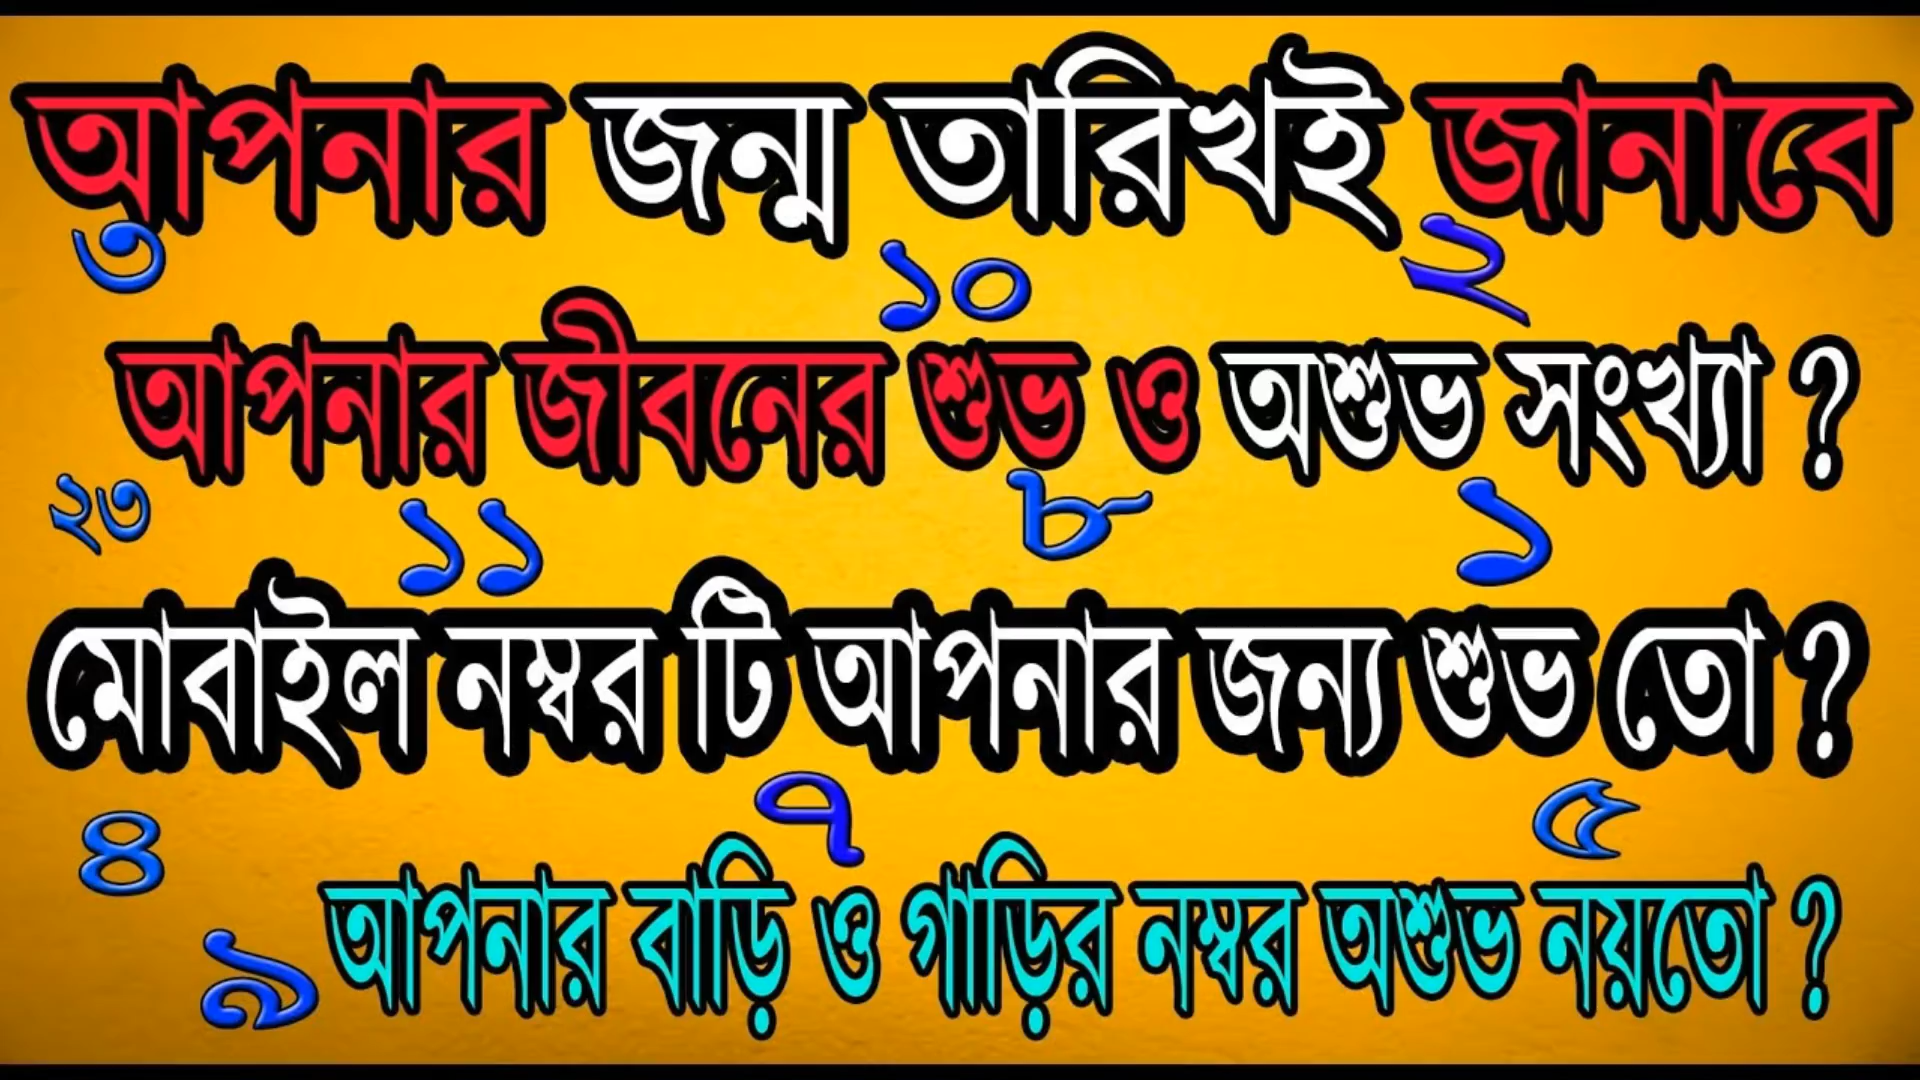 আপনার জন্ম তারিখই জানাবে
৩ ১০ ২
আপনার জীবনের শুভ ও অশুভ সংখ্যা ?
২৩ ১১ ৮ ১
মোবাইল নম্বর টি আপনার জন্য শুভ তো ?
৪ ৭ ৫
আপনার বাড়ি ও গাড়ির নম্বর অশুভ নয়তো ?
৯